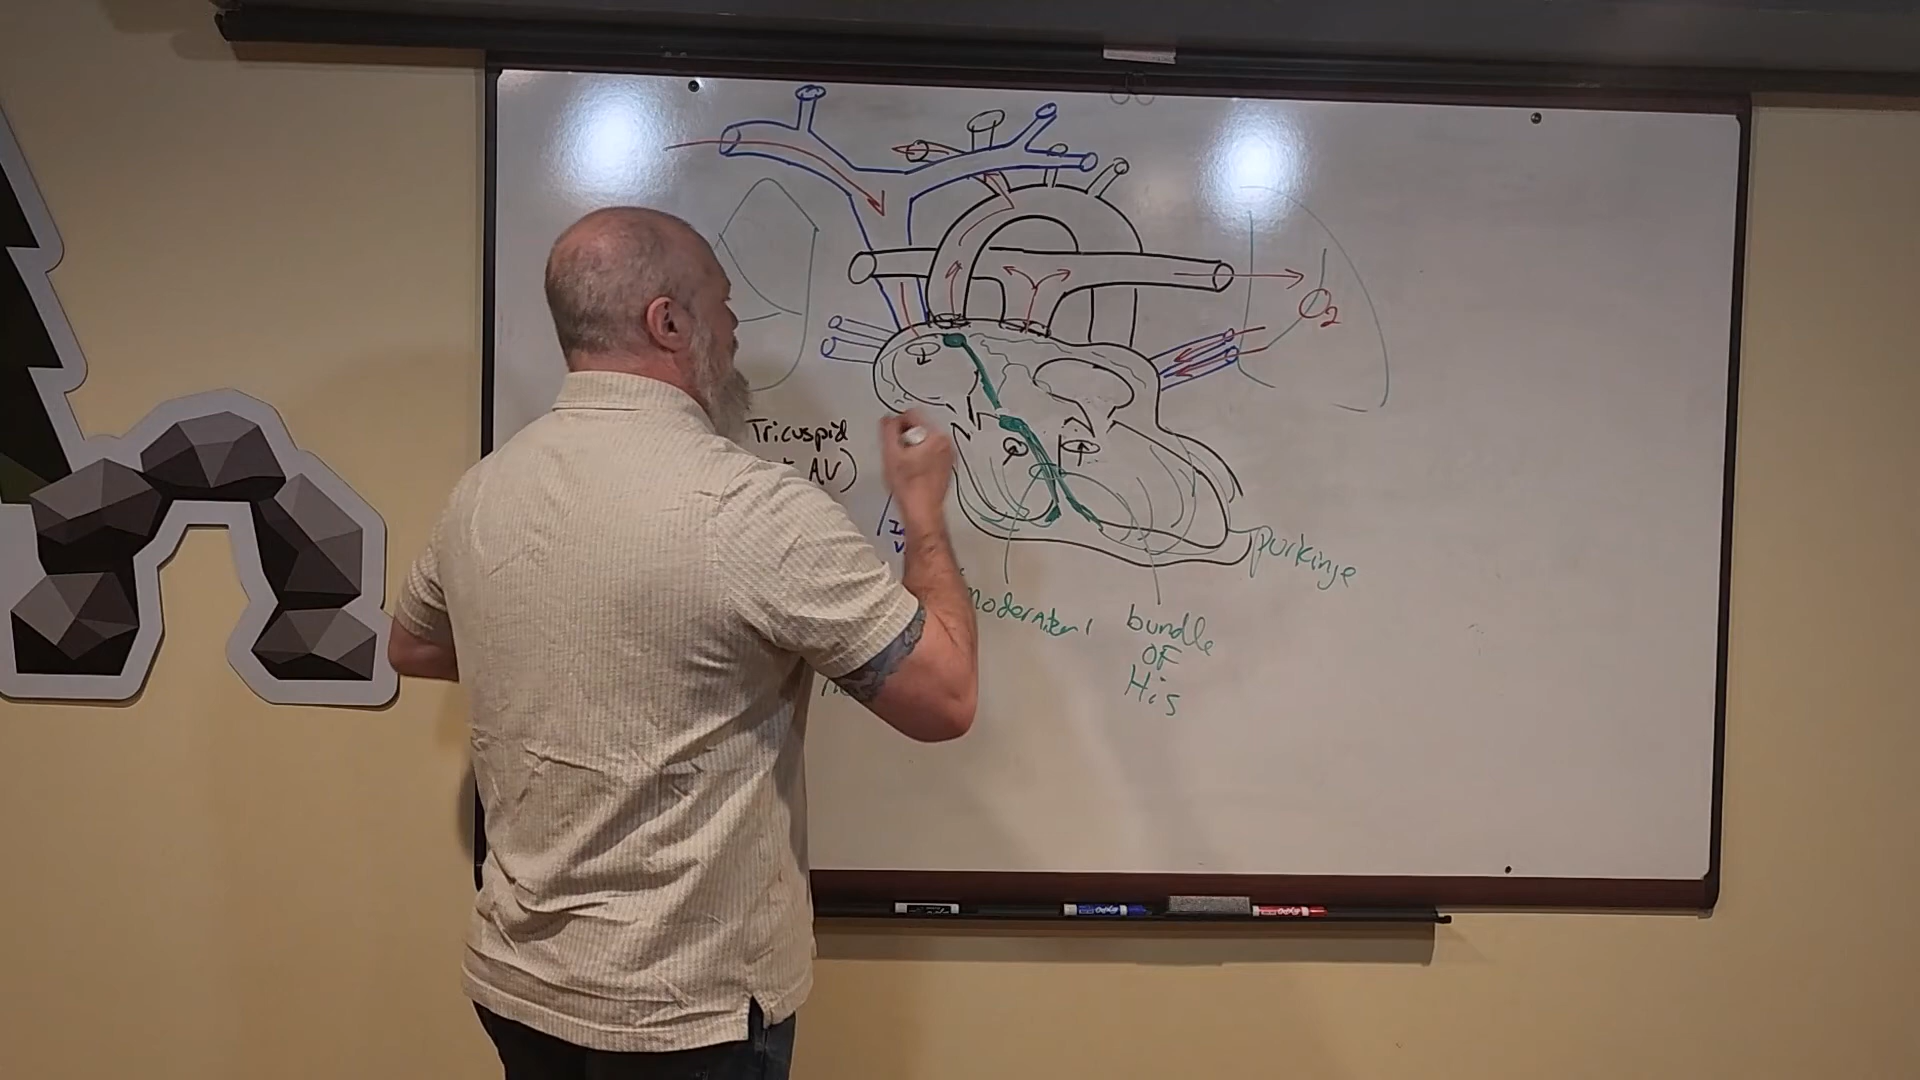 O2
Tricuspid
AV)
purkinje
moderator
bundle
OF
His